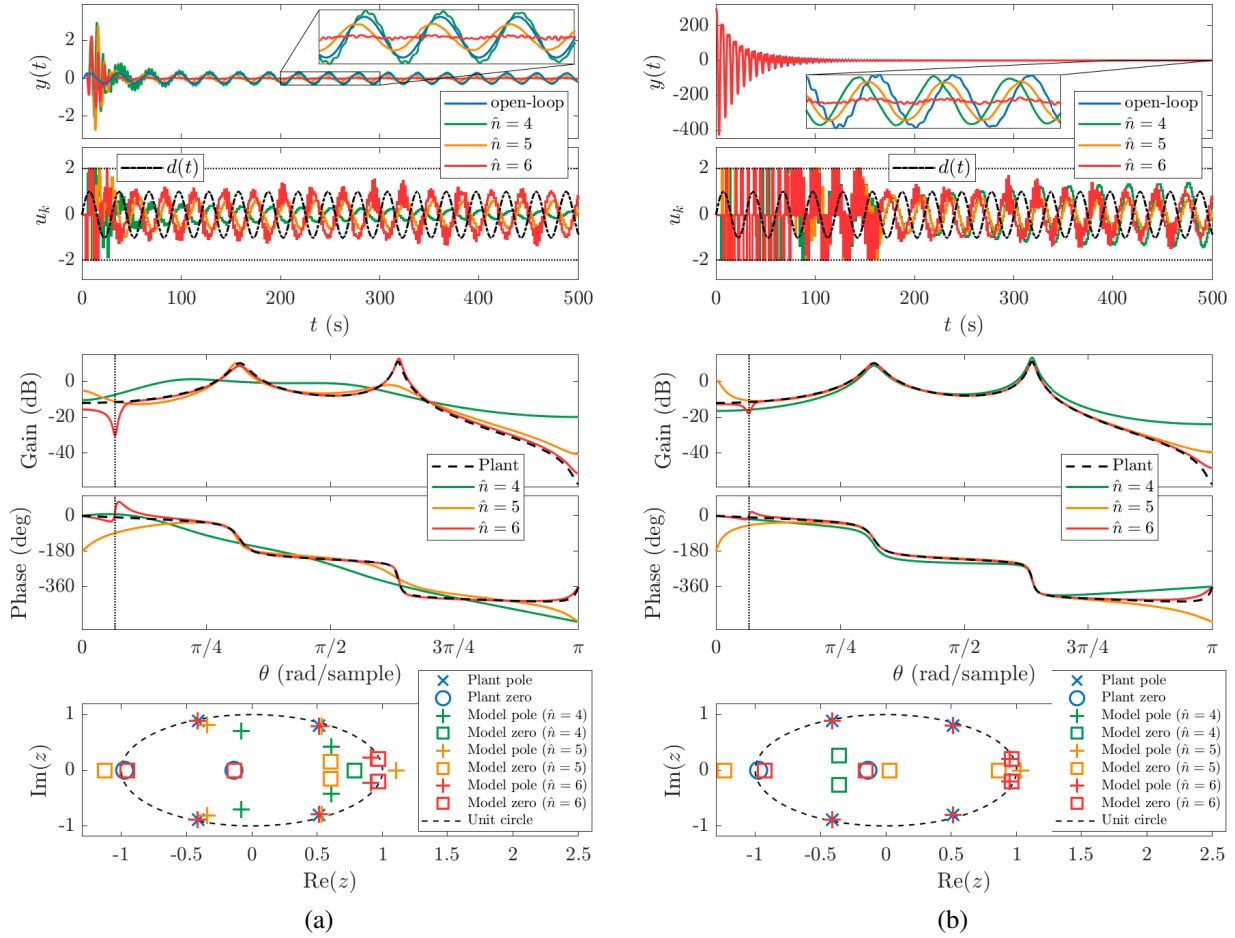 2
0
-2
y(t)
open-loop
n̂ = 4
n̂ = 5
n̂ = 6
2
0
-2
u_k
d(t)
0 100 200 300 400 500
t (s)
0
-20
-40
Gain (dB)
Plant
n̂ = 4
n̂ = 5
n̂ = 6
0
-180
-360
Phase (deg)
0 π/4 π/2 3π/4 π
θ (rad/sample)
1
0
-1
Im(z)
Plant pole
Plant zero
Model pole (n̂ = 4)
Model zero (n̂ = 4)
Model pole (n̂ = 5)
Model zero (n̂ = 5)
Model pole (n̂ = 6)
Model zero (n̂ = 6)
Unit circle
-1 -0.5 0 0.5 1 1.5 2 2.5
Re(z)
(a)
200
0
-200
-400
y(t)
open-loop
n̂ = 4
n̂ = 5
n̂ = 6
2
0
-2
u_k
d(t)
0 100 200 300 400 500
t (s)
0
-20
-40
Gain (dB)
Plant
n̂ = 4
n̂ = 5
n̂ = 6
0
-180
-360
Phase (deg)
0 π/4 π/2 3π/4 π
θ (rad/sample)
1
0
-1
Im(z)
Plant pole
Plant zero
Model pole (n̂ = 4)
Model zero (n̂ = 4)
Model pole (n̂ = 5)
Model zero (n̂ = 5)
Model pole (n̂ = 6)
Model zero (n̂ = 6)
Unit circle
-1 -0.5 0 0.5 1 1.5 2 2.5
Re(z)
(b)